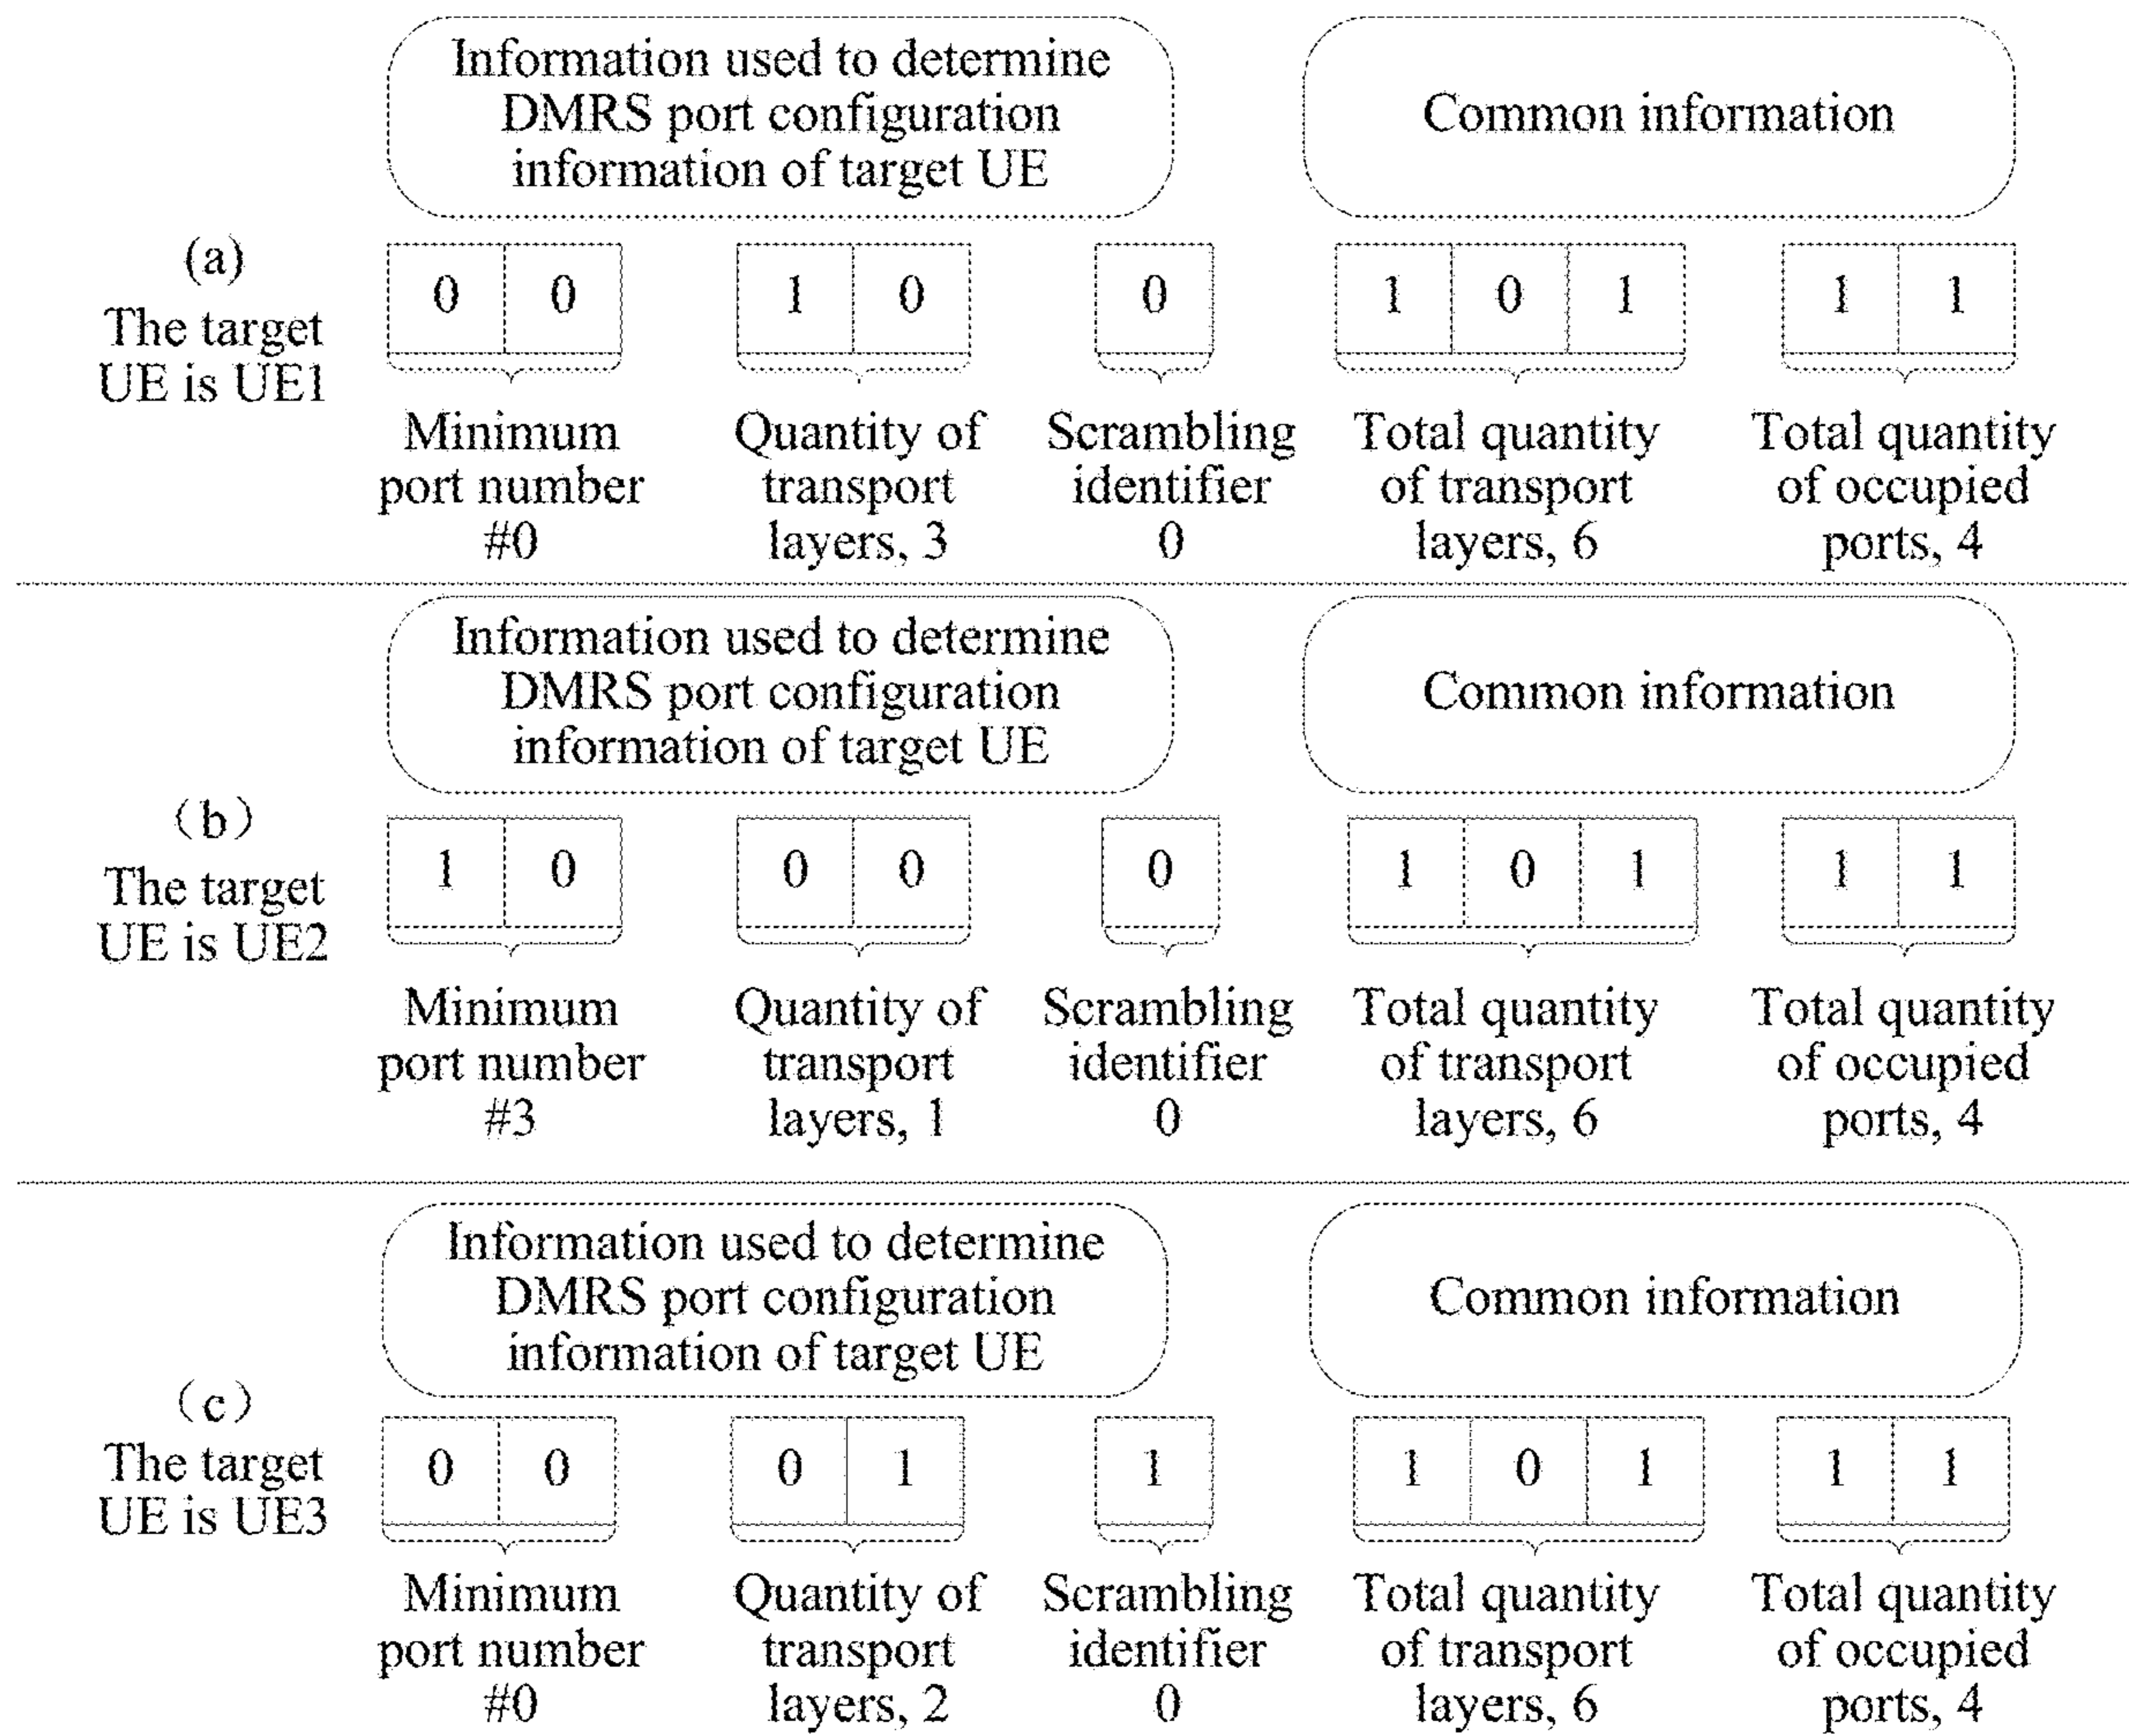 Information used to determine
DMRS port configuration
information of target UE
Common information
(a)
The target
UE is UE1
0 0 1 0 0 1 0 1 1 1
Minimum
port number
#0
Quantity of
transport
layers, 3
Scrambling
identifier
0
Total quantity
of transport
layers, 6
Total quantity
of occupied
ports, 4
Information used to determine
DMRS port configuration
information of target UE
Common information
(b)
The target
UE is UE2
1 0 0 0 0 1 0 1 1 1
Minimum
port number
#3
Quantity of
transport
layers, 1
Scrambling
identifier
0
Total quantity
of transport
layers, 6
Total quantity
of occupied
ports, 4
Information used to determine
DMRS port configuration
information of target UE
Common information
(c)
The target
UE is UE3
0 0 0 1 1 1 0 1 1 1
Minimum
port number
#0
Quantity of
transport
layers, 2
Scrambling
identifier
0
Total quantity
of transport
layers, 6
Total quantity
of occupied
ports, 4